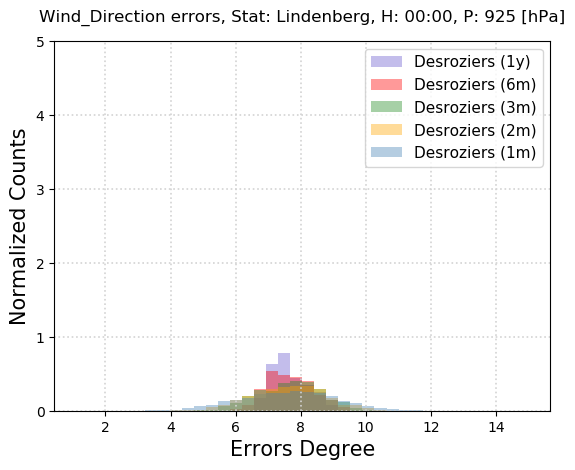 Wind_Direction errors, Stat: Lindenberg, H: 00:00, P: 925 [hPa]
5
4
3
2
1
0
Normalized Counts
Desroziers (1y)
Desroziers (6m)
Desroziers (3m)
Desroziers (2m)
Desroziers (1m)
2 4 6 8 10 12 14
Errors Degree